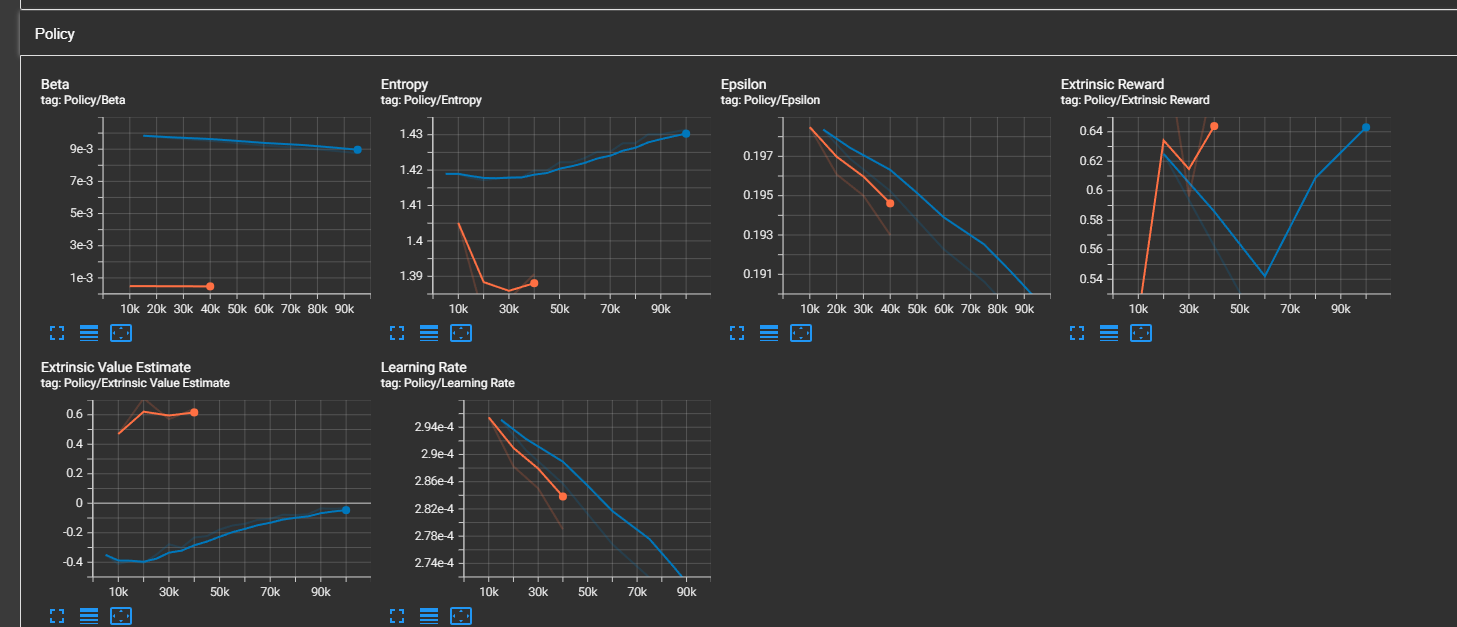 Policy
Beta
tag: Policy/Beta
9e-3
7e-3
5e-3
3e-3
1e-3
10k 20k 30k 40k 50k 60k 70k 80k 90k
Entropy
tag: Policy/Entropy
1.43
1.42
1.41
1.4
1.39
10k 30k 50k 70k 90k
Epsilon
tag: Policy/Epsilon
0.197
0.195
0.193
0.191
10k 20k 30k 40k 50k 60k 70k 80k 90k
Extrinsic Reward
tag: Policy/Extrinsic Reward
0.64
0.62
0.6
0.58
0.56
0.54
10k 30k 50k 70k 90k
Extrinsic Value Estimate
tag: Policy/Extrinsic Value Estimate
0.6
0.4
0.2
0
-0.2
-0.4
10k 30k 50k 70k 90k
Learning Rate
tag: Policy/Learning Rate
2.94e-4
2.9e-4
2.86e-4
2.82e-4
2.78e-4
2.74e-4
10k 30k 50k 70k 90k